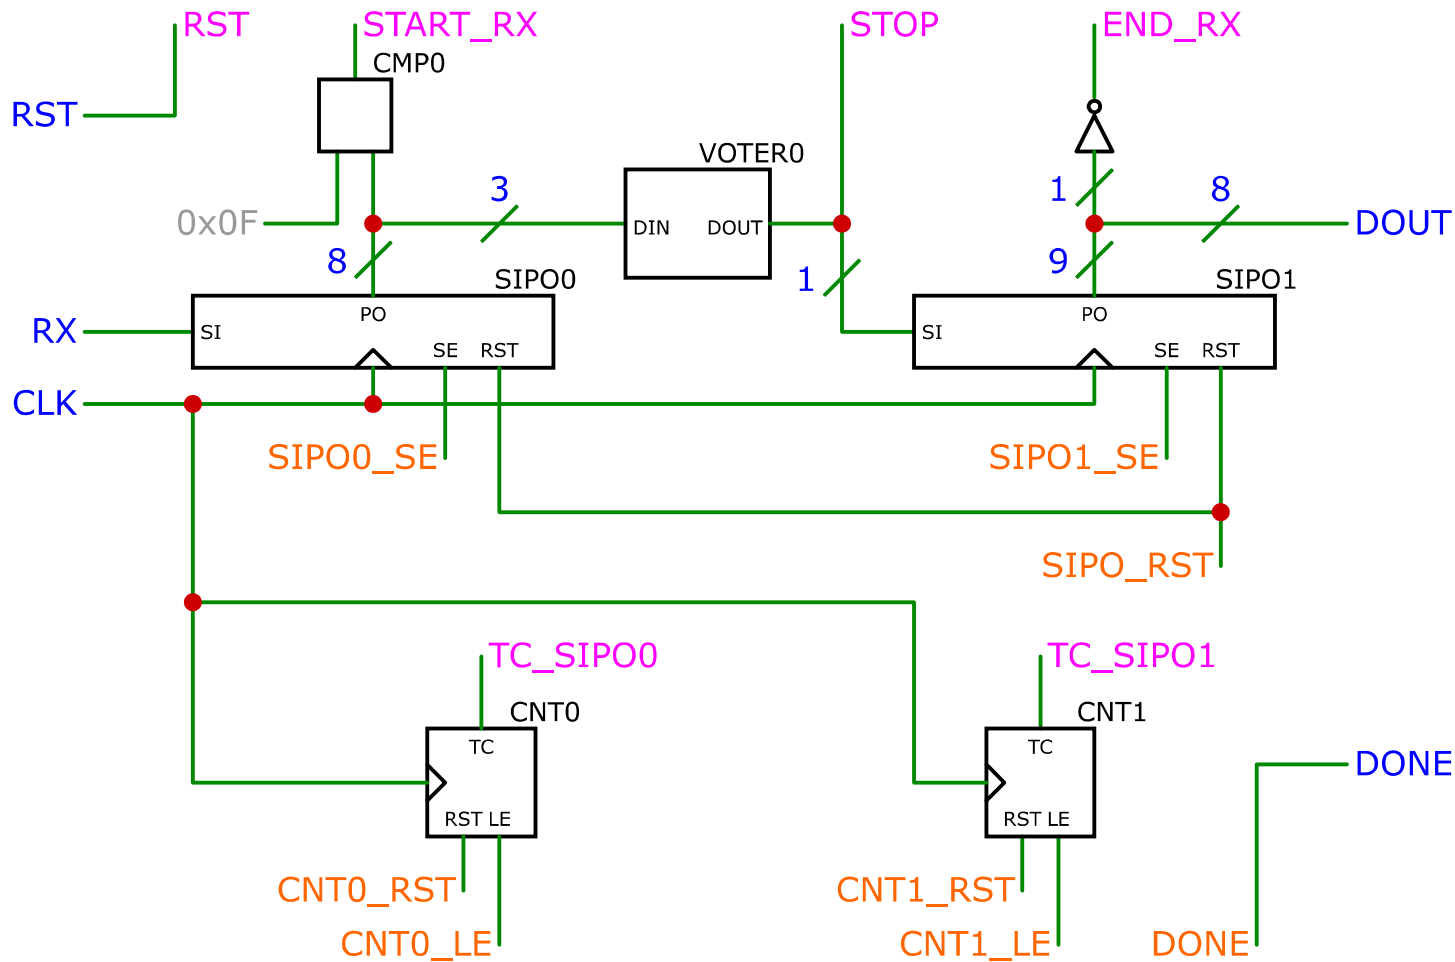 RST
START_RX
STOP
END_RX
CMP0
RST
VOTER0
3
1
8
0x0F
DIN
DOUT
DOUT
8
9
1
SIPO0
SIPO1
PO
PO
RX
SI
SI
SE
RST
SE
RST
CLK
SIPO0_SE
SIPO1_SE
SIPO_RST
TC_SIPO0
TC_SIPO1
CNT0
CNT1
TC
TC
DONE
RST LE
RST LE
CNT0_RST
CNT1_RST
CNT0_LE
CNT1_LE
DONE